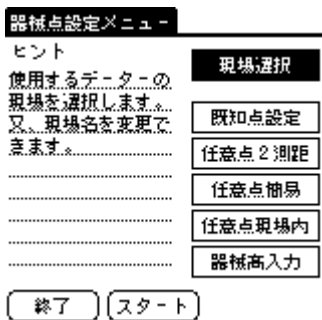 器械点設定メニュー
ヒント
使用するデーターの
現場を選択します。
又、現場名を変更で
きます。
現場選択
既知点設定
任意点２測距
任意点簡易
任意点現場内
器械高入力
終了
スタート